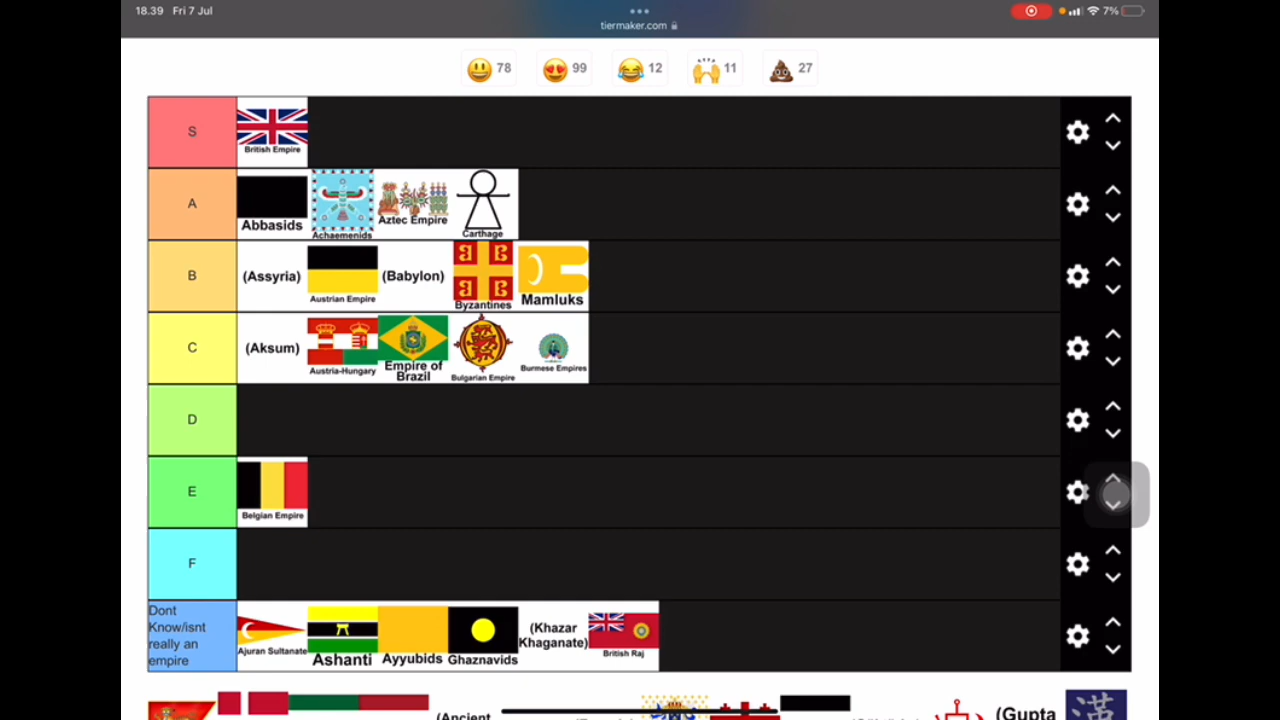 18.39 Fri 7 Jul
7%
tiermaker.com
78 99 12 11 27
S
British Empire
A
Abbasids
Achaemenids
Aztec Empire
Carthage
B
(Assyria)
Austrian Empire
(Babylon)
Byzantines
Mamluks
C
(Aksum)
Austria-Hungary
Empire of
Brazil
Bulgarian Empire
Burmese Empires
D
E
Belgian Empire
F
Dont
Know/isnt
really an
empire
Ajuran Sultanate
Ashanti
Ayyubids
Ghaznavids
(Khazar
Khaganate)
British Raj
(Ancient
(Gupta
漢